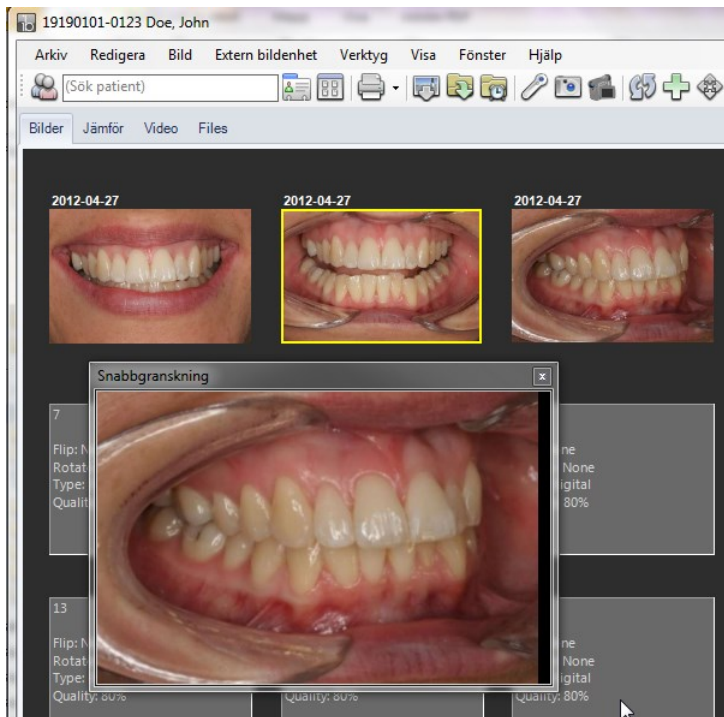 19190101-0123 Doe, John
Arkiv Redigera Bild Extern bildenhet Verktyg Visa Fönster Hjälp
(Sök patient)
Bilder Jämför Video Files
2012-04-27 2012-04-27 2012-04-27
Snabbgranskning x
7
Flip: N ne
Rotat None
Type: igital
Quality 80%
13
Flip: N ne
Rotat None
Type: igital
Quality: 80% Quality: 80% Quality: 80%